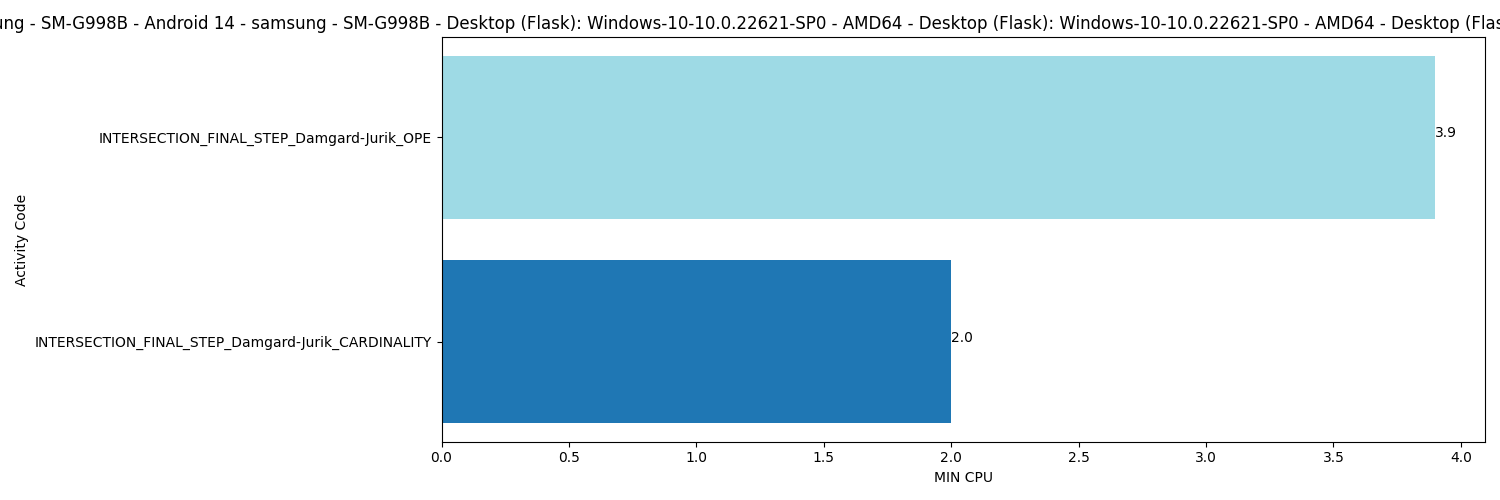 - SM-G998B - Android 14 - samsung - SM-G998B - Desktop (Flask): Windows-10-10.0.22621-SP0 - AMD64 - Desktop (Flask): Windows-10-10.0.22621-SP0 - AMD64 - Desktop
INTERSECTION_FINAL_STEP_Damgard-Jurik_OPE
3.9
Activity Code
INTERSECTION_FINAL_STEP_Damgard-Jurik_CARDINALITY
2.0
0.0 0.5 1.0 1.5 2.0 2.5 3.0 3.5 4.0
MIN CPU